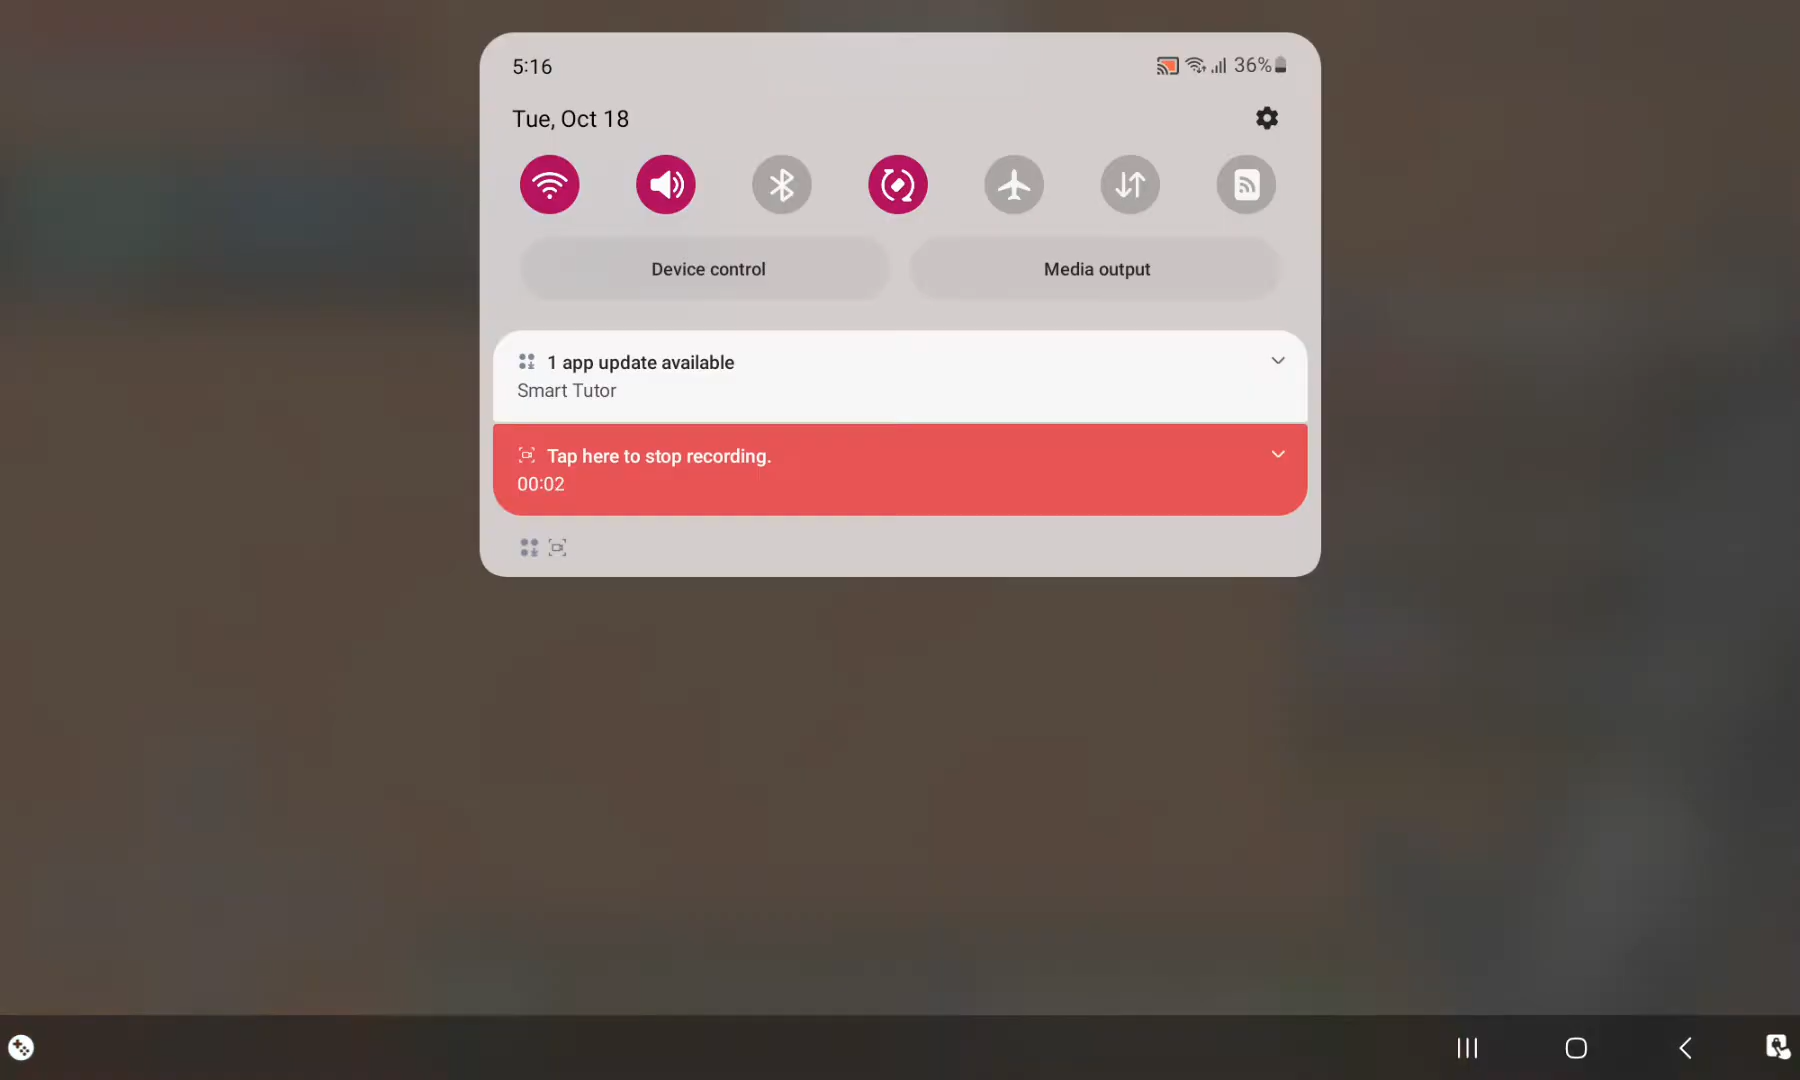 5:16
36%
Tue, Oct 18
Device control
Media output
1 app update available
Smart Tutor
Tap here to stop recording.
00:02